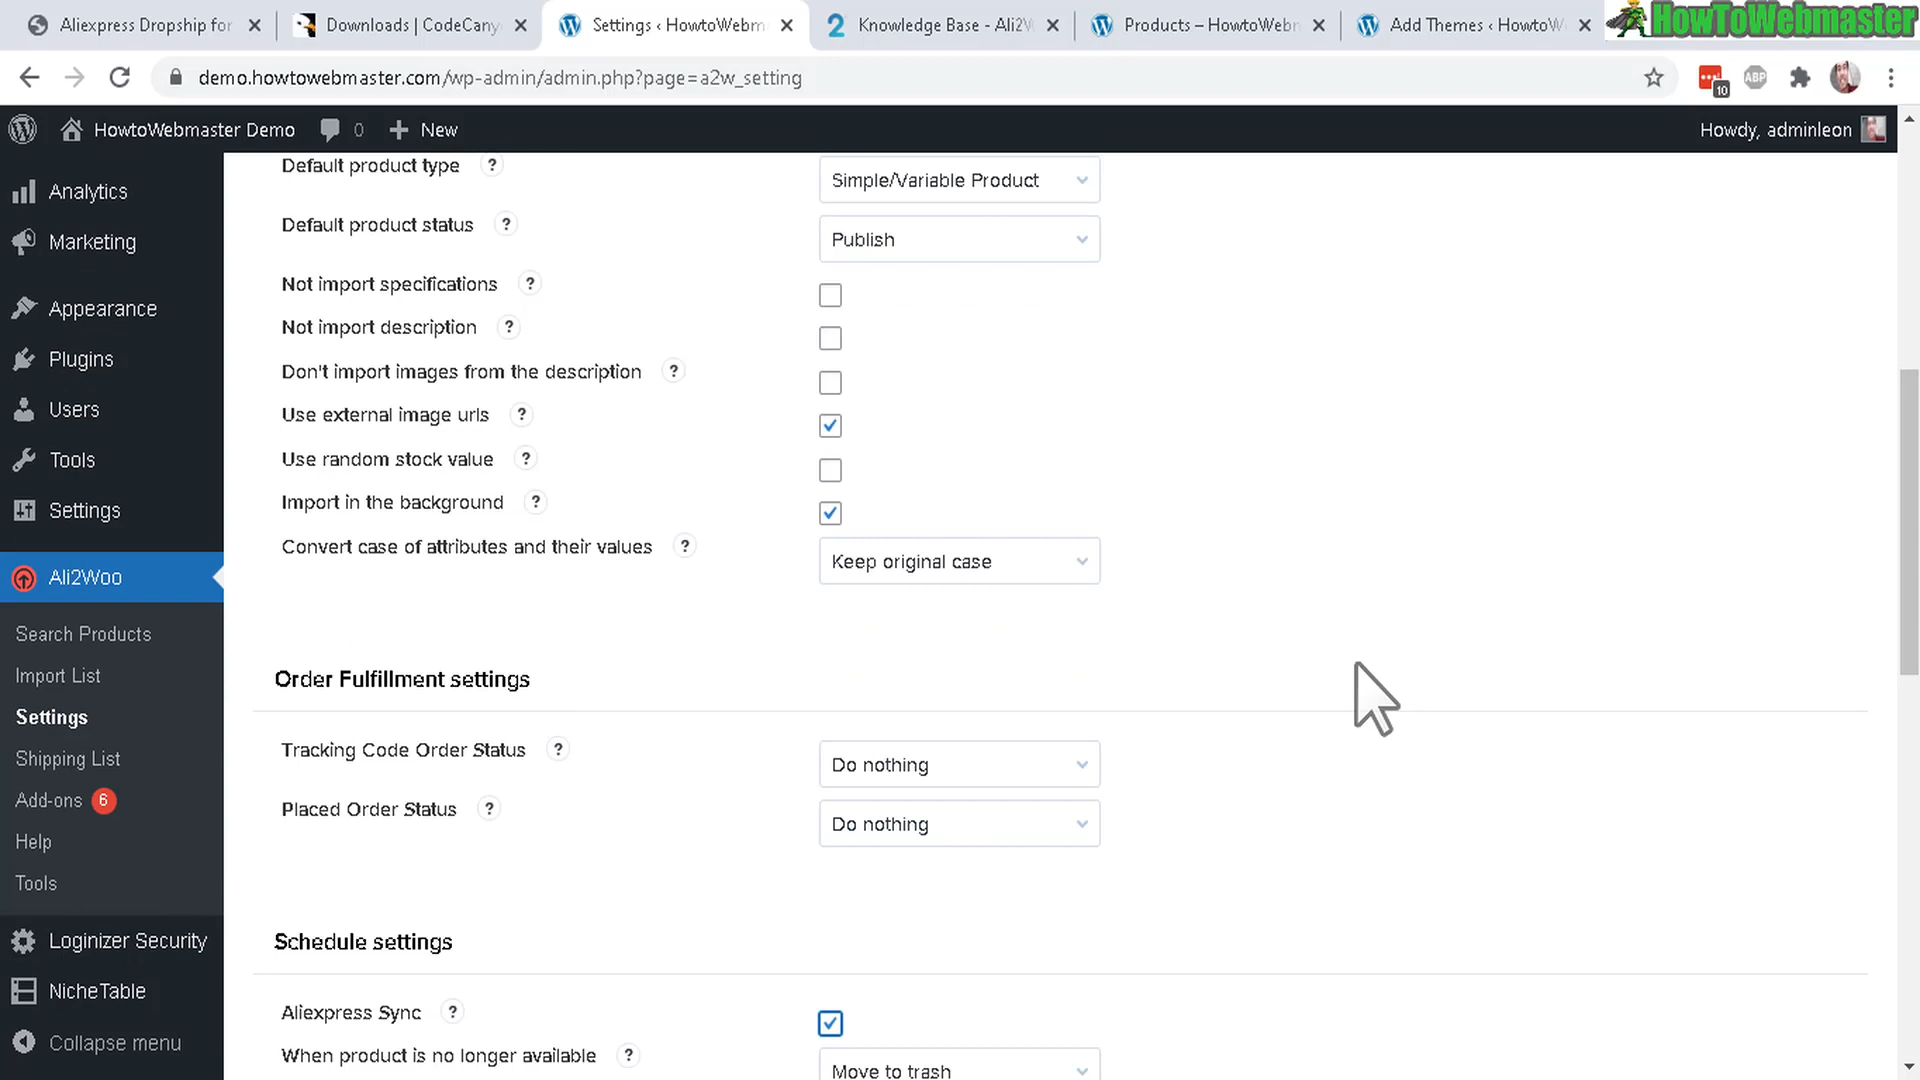 Aliexpress Dropship for
Downloads | CodeCany
Settings ‹ HowtoWebm
Knowledge Base - Ali2W
Products – HowtoWebm
Add Themes ‹ HowtoW
HowToWebmaster
demo.howtowebmaster.com/wp-admin/admin.php?page=a2w_setting
ABP
10
HowtoWebmaster Demo
0
New
Howdy, adminleon
Analytics
Marketing
Appearance
Plugins
Users
Tools
Settings
Ali2Woo
Search Products
Import List
Settings
Shipping List
Add-ons 6
Help
Tools
Loginizer Security
NicheTable
Collapse menu
Default product type ? Simple/Variable Product
Default product status ? Publish
Not import specifications ?
Not import description ?
Don't import images from the description ?
Use external image urls ?
Use random stock value ?
Import in the background ?
Convert case of attributes and their values ? Keep original case
Order Fulfillment settings
Tracking Code Order Status ? Do nothing
Placed Order Status ? Do nothing
Schedule settings
Aliexpress Sync ?
When product is no longer available ? Move to trash